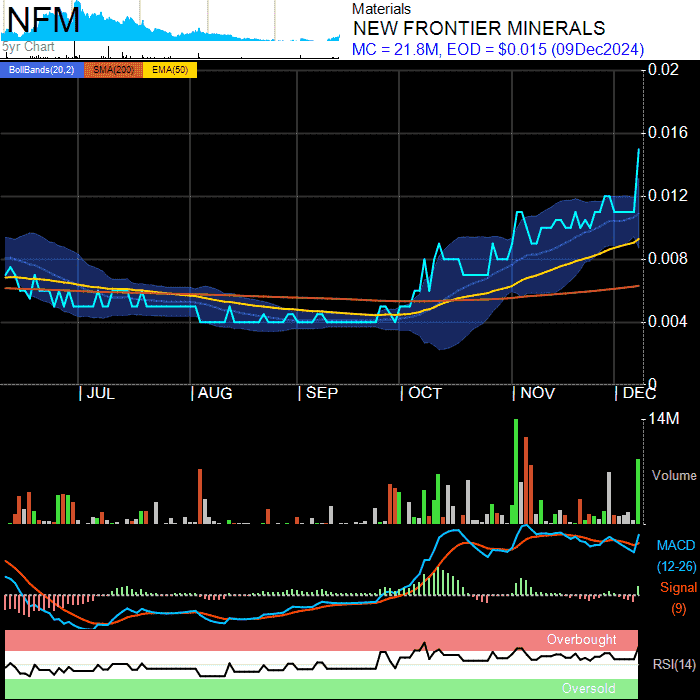 NFM
5yr Chart
Materials
NEW FRONTIER MINERALS
MC = 21.8M, EOD = $0.015 (09Dec2024)
BollBands(20,2) SMA(200) EMA(50)
0.02
0.016
0.012
0.008
0.004
0
| JUL | AUG | SEP | OCT | NOV | DEC
14M
Volume
MACD
(12-26)
Signal
(9)
Overbought
RSI(14)
Oversold